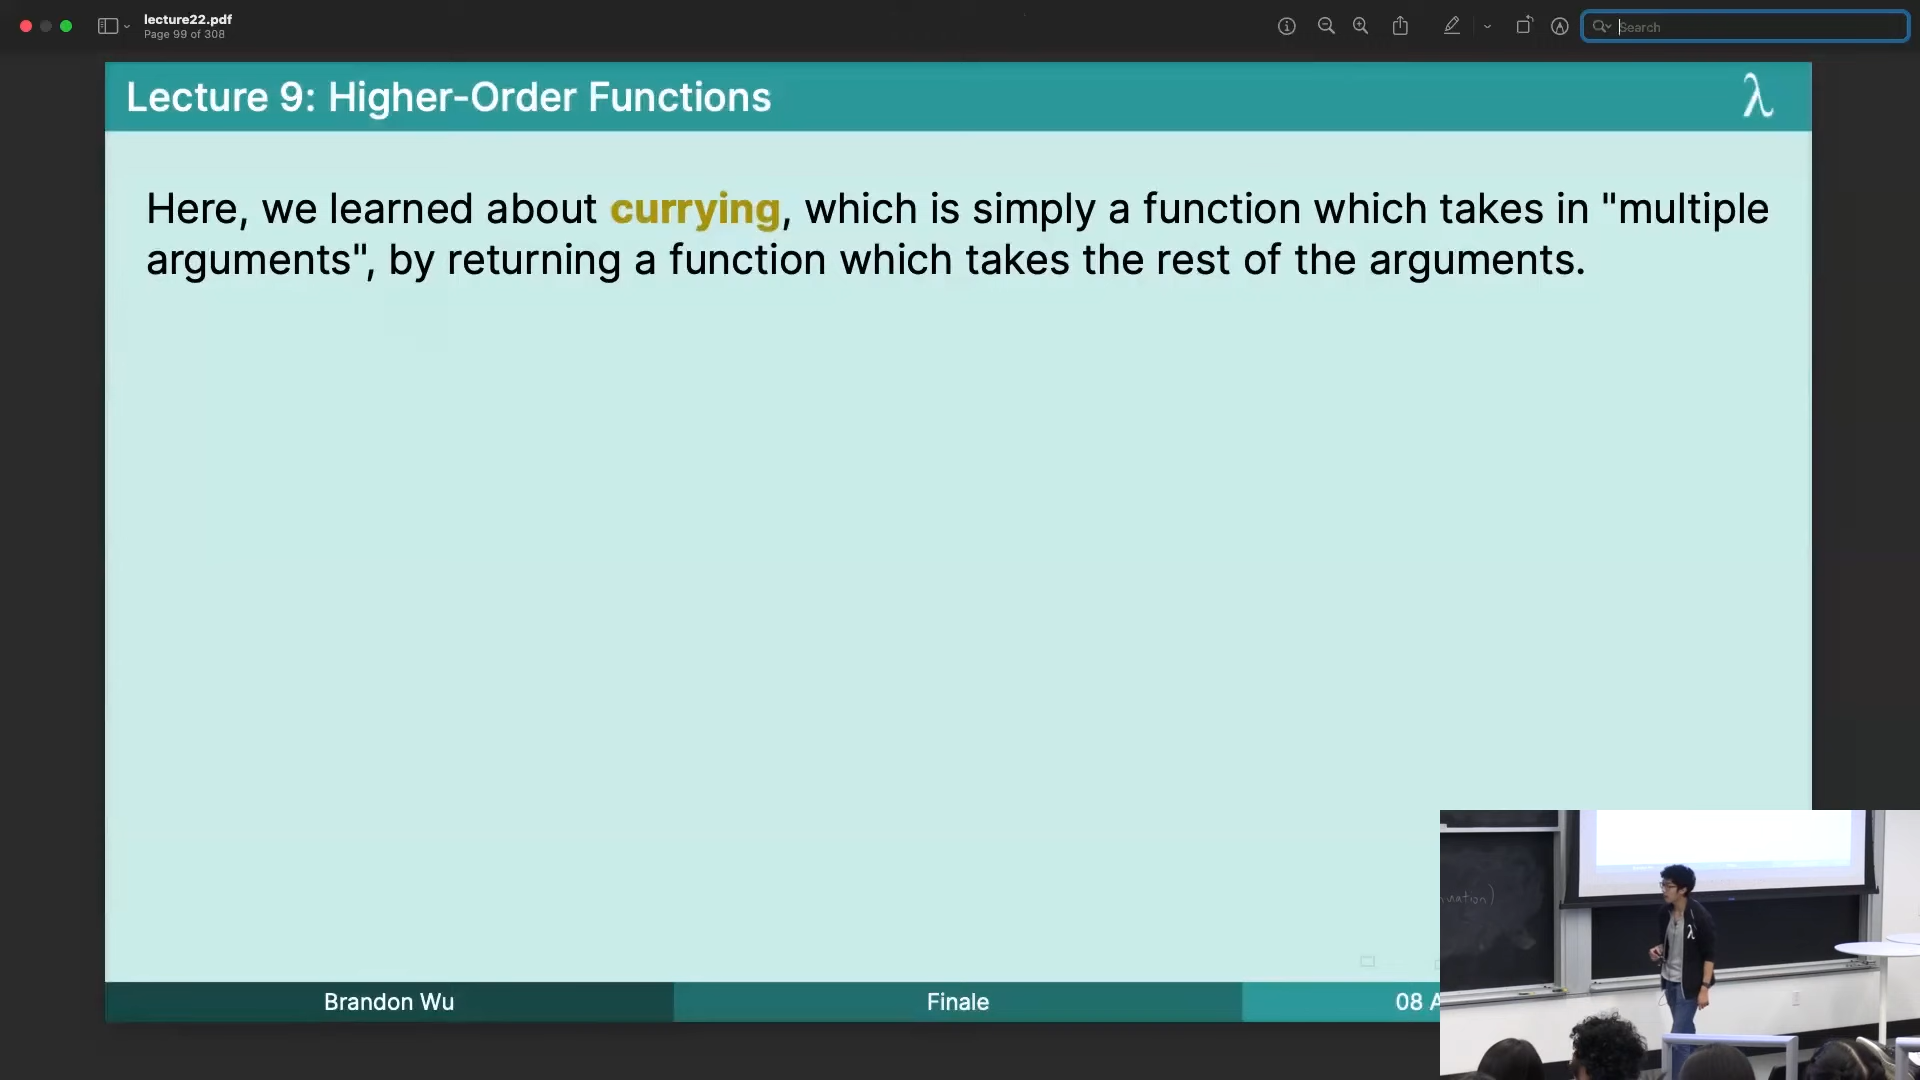 lecture22.pdf
Page 99 of 308
Search
Lecture 9: Higher-Order Functions
λ
Here, we learned about currying, which is simply a function which takes in "multiple
arguments", by returning a function which takes the rest of the arguments.
λ
Brandon Wu
Finale
08 A